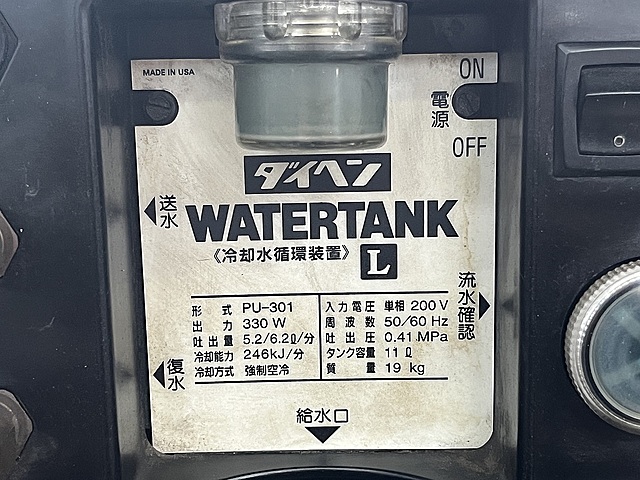 MADE IN USA
ON
電源
OFF
ダイヘン
送水
WATERTANK
《冷却水循環装置》 L
流水確認
形式 PU-301
出力 330 W
吐出量 5.2/6.2ℓ/分
冷却能力 246kJ/分
冷却方式 強制空冷
入力電圧 単相 200 V
周波数 50/60 Hz
吐出圧 0.41 MPa
タンク容量 11 ℓ
質量 19 kg
復水
給水口